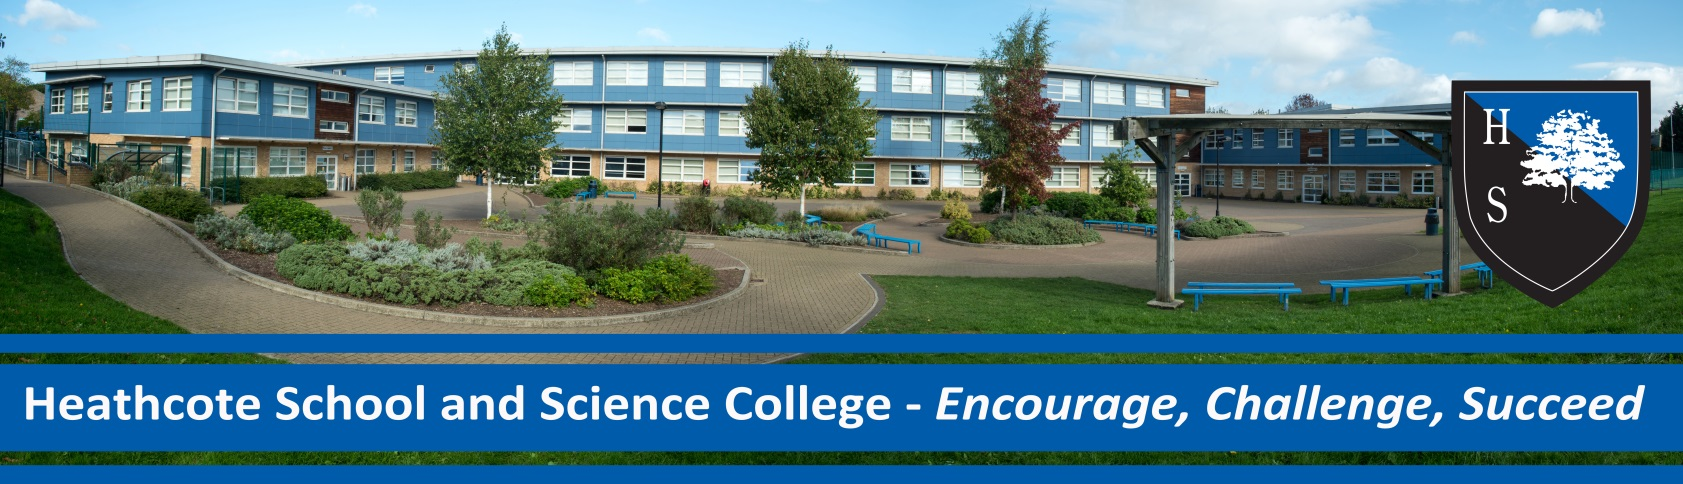 H
S
Heathcote School and Science College - Encourage, Challenge, Succeed